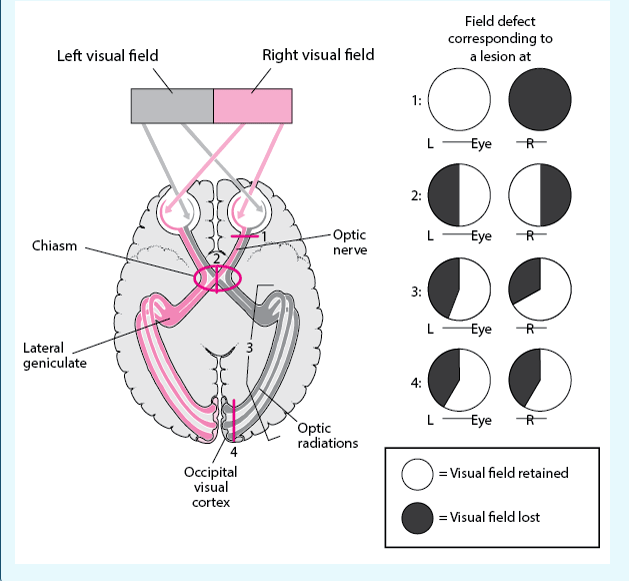 Left visual field
Right visual field
Chiasm
Lateral
geniculate
1
2
3
4
Optic
nerve
Optic
radiations
Occipital
visual
cortex
Field defect
corresponding to
a lesion at
1:
L Eye R
2:
L Eye R
3:
L Eye R
4:
L Eye R
= Visual field retained
= Visual field lost